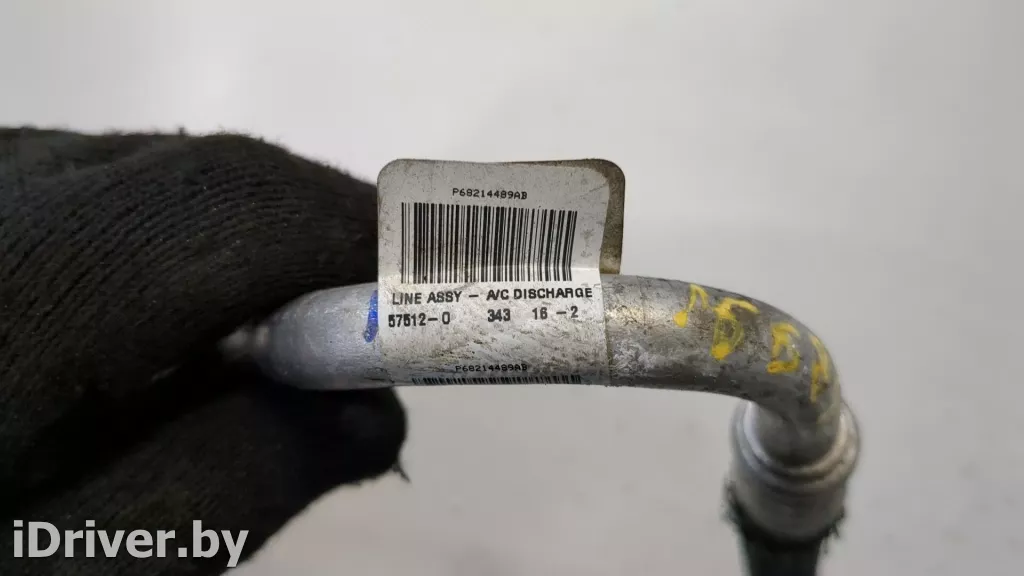 P68214489AB
LINE ASSY - A/C DISCHARGE
57512-0 343 16-2
P68214489AB
iDriver.by